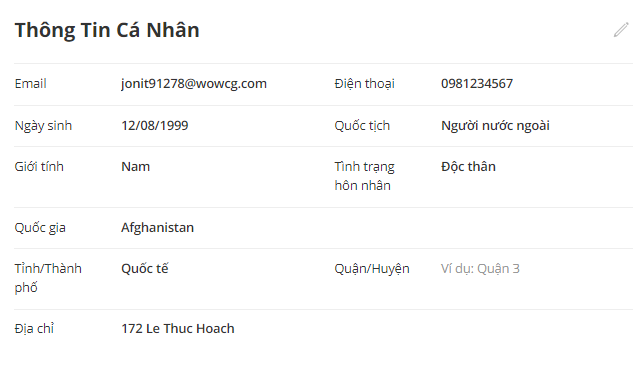 Thông Tin Cá Nhân
Email jonit91278@wowcg.com Điện thoại 0981234567
Ngày sinh 12/08/1999 Quốc tịch Người nước ngoài
Giới tính Nam Tình trạng hôn nhân Độc thân
Quốc gia Afghanistan
Tỉnh/Thành phố Quốc tế Quận/Huyện Ví dụ: Quận 3
Địa chỉ 172 Le Thuc Hoach